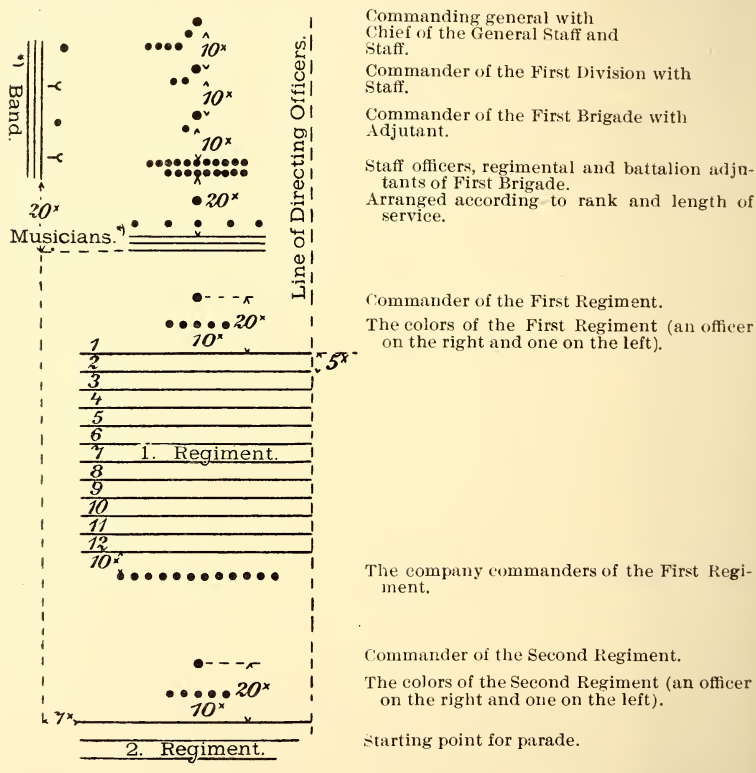 Commanding general with
Chief of the General Staff and
Staff.
10ˣ
Commander of the First Division with
Staff.
10ˣ
Commander of the First Brigade with
Adjutant.
10ˣ
Staff officers, regimental and battalion adju-
tants of First Brigade.
Arranged according to rank and length of
service.
20ˣ
*) Band.
20ˣ
Musicians.*)
Line of Directing Officers.
Commander of the First Regiment.
20ˣ
The colors of the First Regiment (an officer
on the right and one on the left).
10ˣ
5ˣ
1
2
3
4
5
6
7 1. Regiment.
8
9
10
11
12
10ˣ
The company commanders of the First Regi-
ment.
Commander of the Second Regiment.
20ˣ
The colors of the Second Regiment (an officer
on the right and one on the left).
10ˣ
7ˣ
2. Regiment.
Starting point for parade.